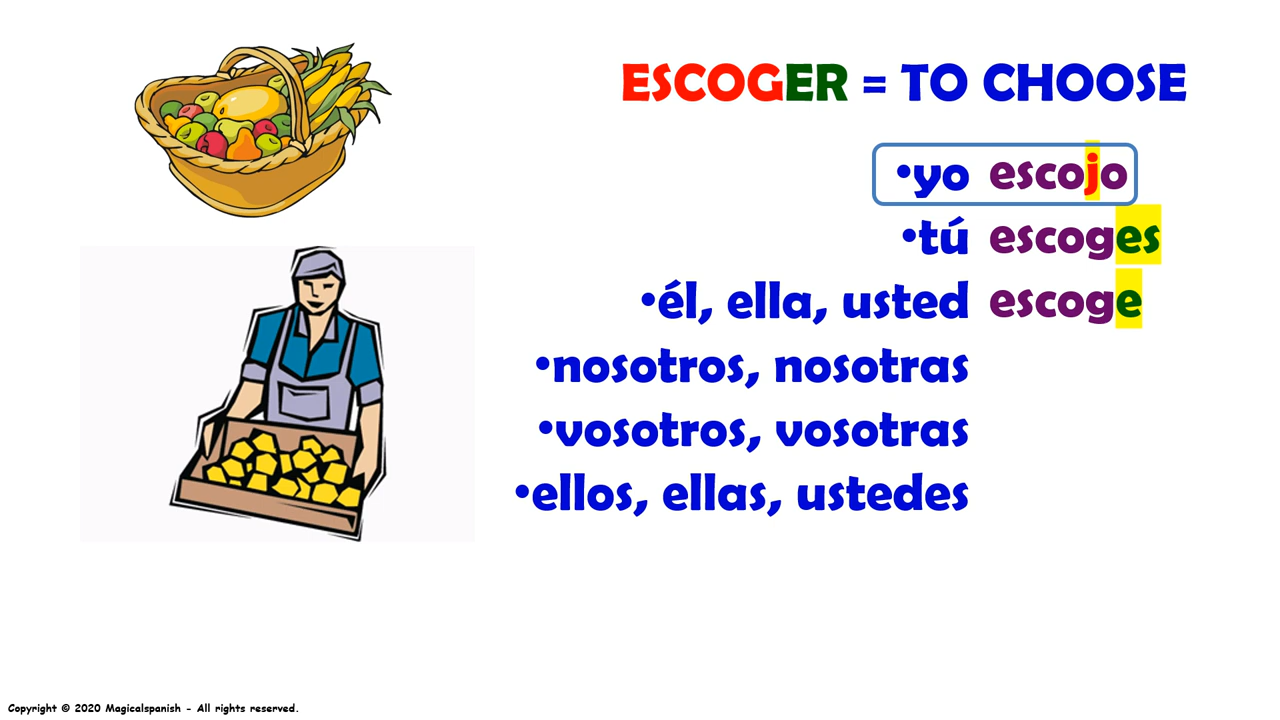 ESCOGER = TO CHOOSE
•yo escojo
•tú escoges
•él, ella, usted escoge
•nosotros, nosotras
•vosotros, vosotras
•ellos, ellas, ustedes
Copyright © 2020 Magicalspanish - All rights reserved.